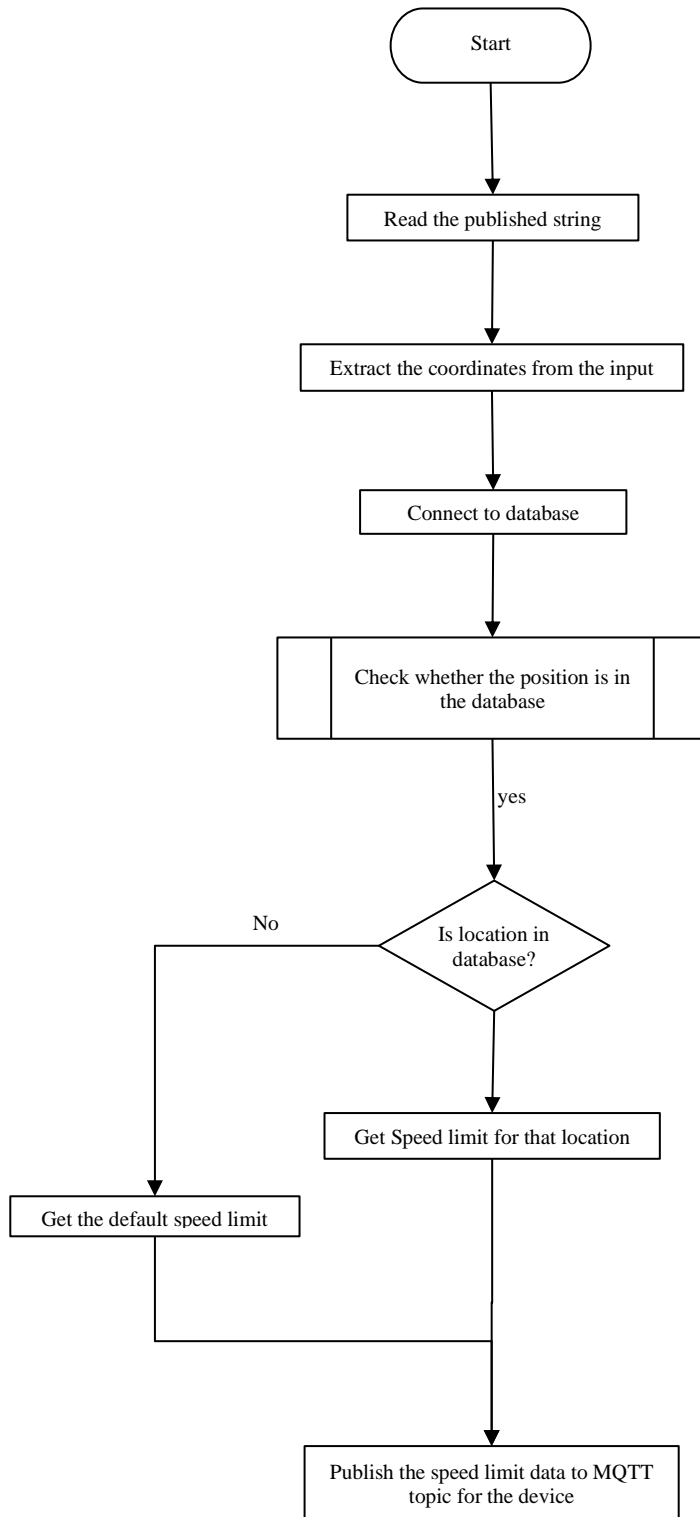 Start
Read the published string
Extract the coordinates from the input
Connect to database
Check whether the position is in
the database
yes
No
Is location in
database?
Get Speed limit for that location
Get the default speed limit
Publish the speed limit data to MQTT
topic for the device